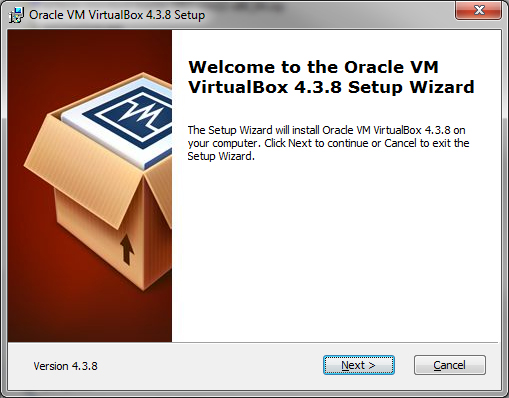 Oracle VM VirtualBox 4.3.8 Setup
Welcome to the Oracle VM
VirtualBox 4.3.8 Setup Wizard
The Setup Wizard will install Oracle VM VirtualBox 4.3.8 on
your computer. Click Next to continue or Cancel to exit the
Setup Wizard.
Version 4.3.8
Next >
Cancel